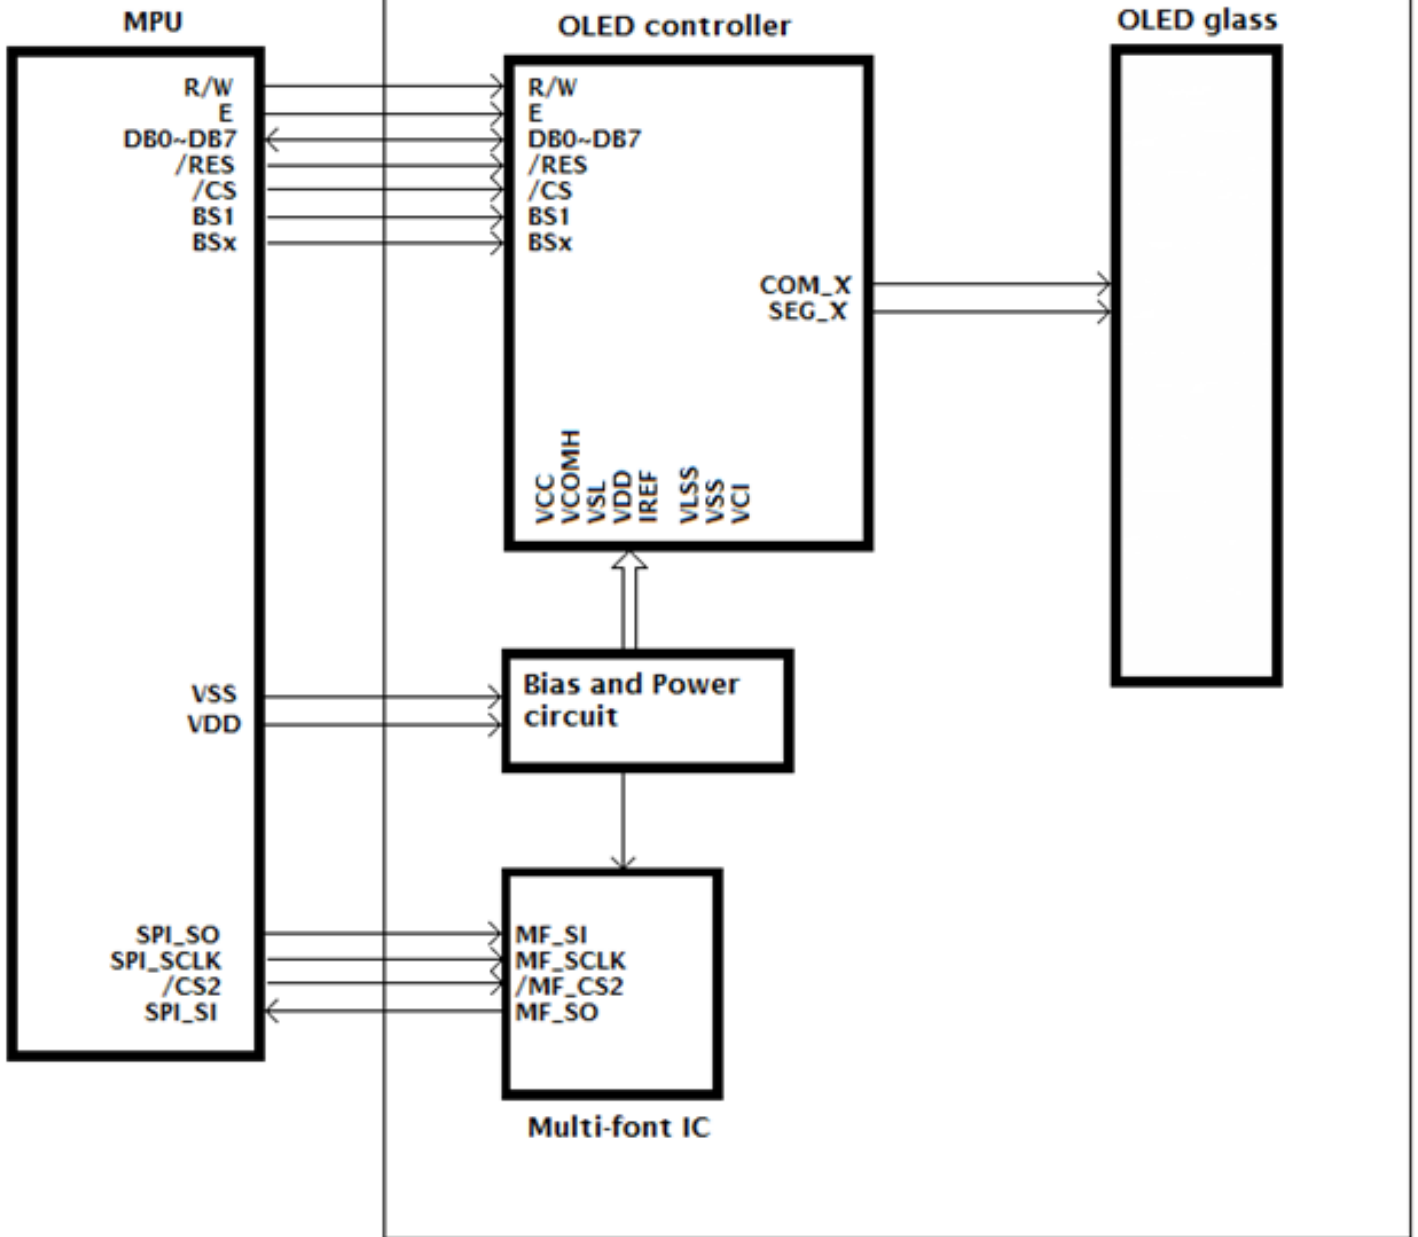 MPU
R/W
E
DB0~DB7
/RES
/CS
BS1
BSx
VSS
VDD
SPI_SO
SPI_SCLK
/CS2
SPI_SI
OLED controller
R/W
E
DB0~DB7
/RES
/CS
BS1
BSx
COM_X
SEG_X
VCC
VCOMH
VSL
VDD
IREF
VLSS
VSS
VCI
Bias and Power
circuit
MF_SI
MF_SCLK
/MF_CS2
MF_SO
Multi-font IC
OLED glass